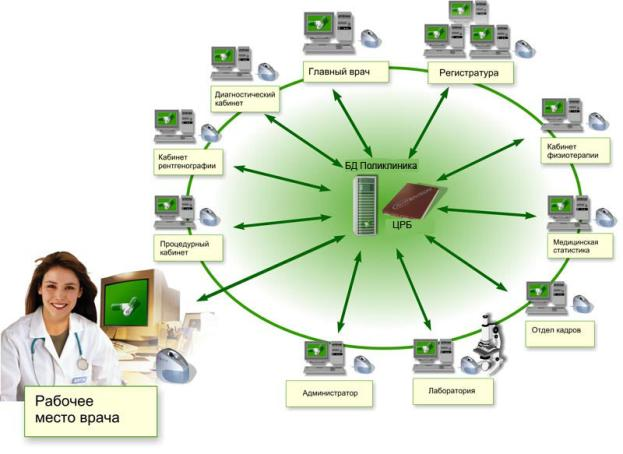 Главный врач
Регистратура
Диагностический
кабинет
Кабинет
физиотерапии
Кабинет
рентгенографии
БД Поликлиника
ЦРБ
Процедурный
кабинет
Медицинская
статистика
Отдел кадров
Администратор
Лаборатория
Рабочее
место врача